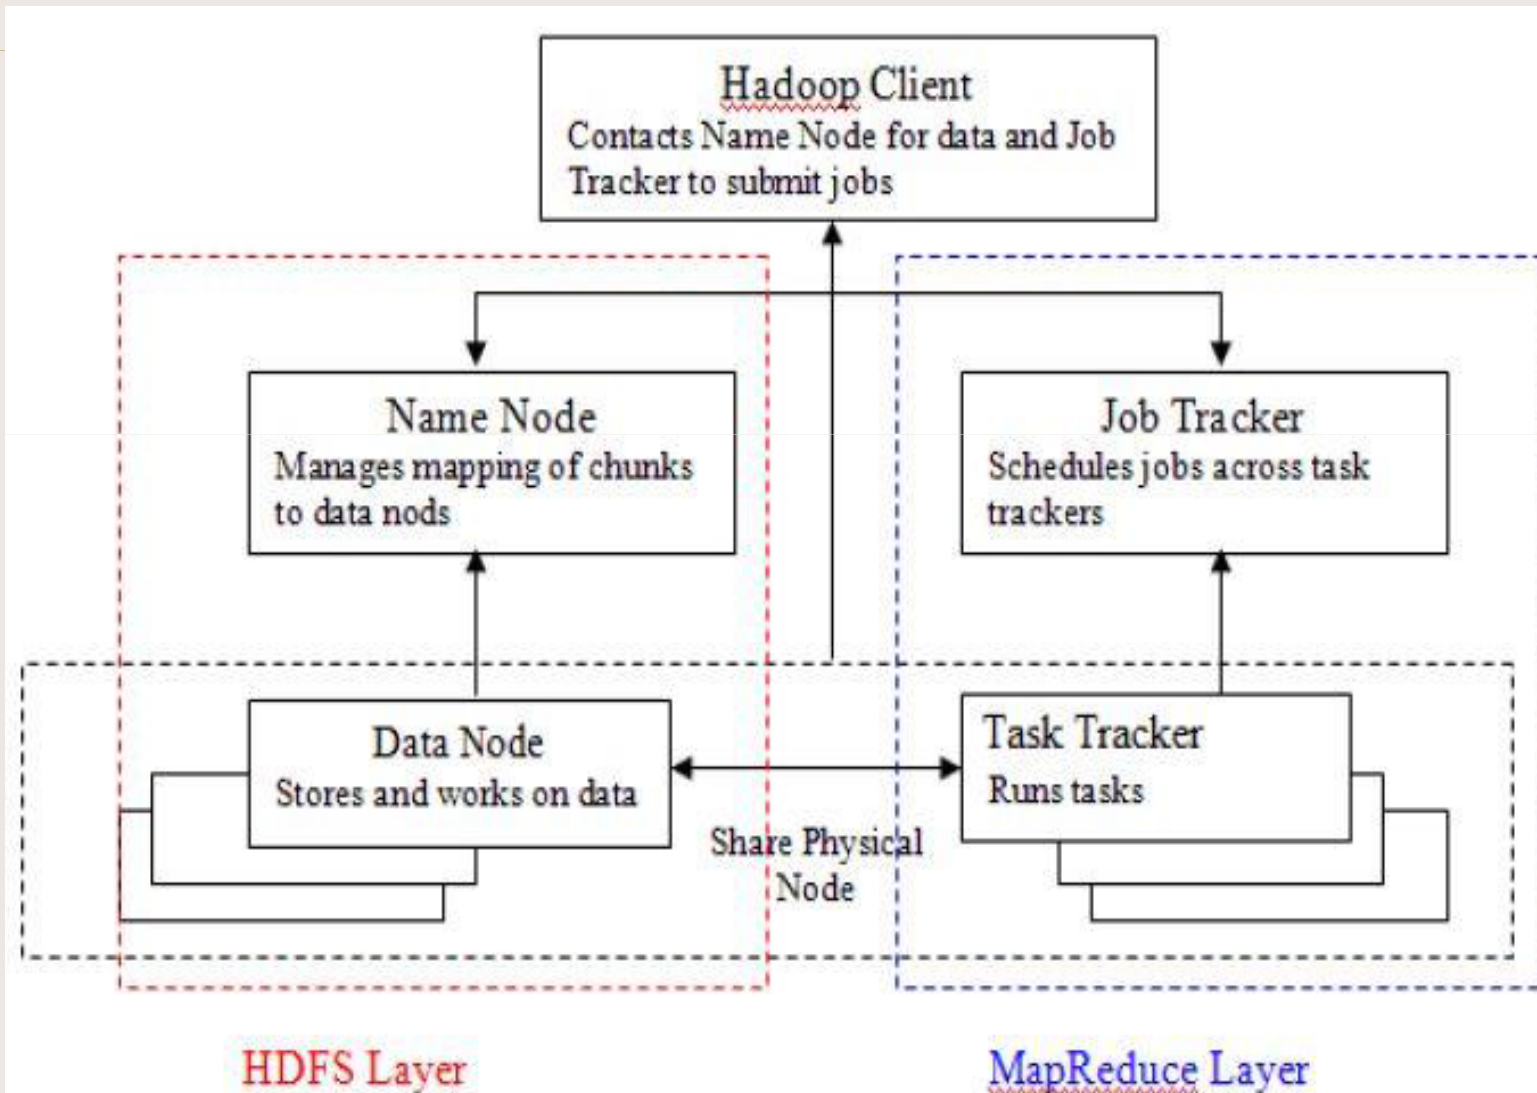 Hadoop Client
Contacts Name Node for data and Job
Tracker to submit jobs
Name Node
Manages mapping of chunks
to data nods
Job Tracker
Schedules jobs across task
trackers
Data Node
Stores and works on data
Share Physical
Node
Task Tracker
Runs tasks
HDFS Layer
MapReduce Layer